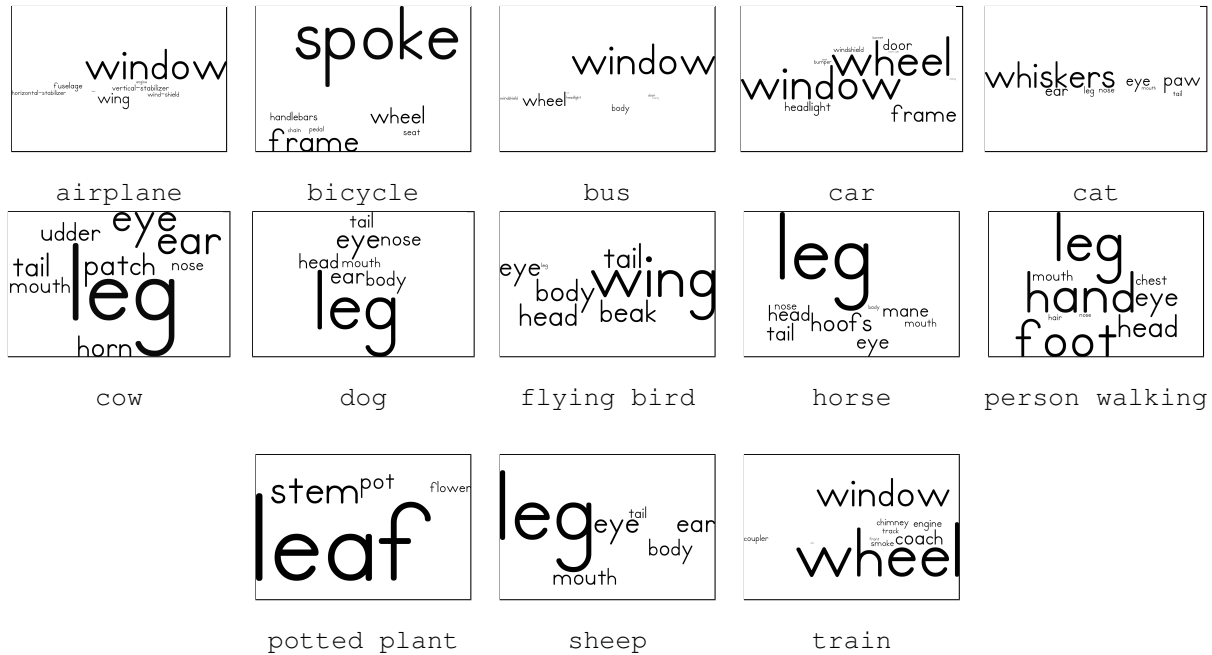 window
fuselage
engine
vertical-stabilizer
horizontal-stabilizer
wing
wind-shield
airplane
spoke
handlebars
wheel
chain
pedal
seat
frame
bicycle
window
windshield
wheel
headlight
body
door
bus
windshield
door
wheel
bumper
window
headlight
frame
car
whiskers
eye
paw
ear
leg
nose
mouth
tail
cat
eye
udder
ear
tail
patch
nose
mouth
leg
horn
cow
tail
eye
nose
head
mouth
ear
body
leg
dog
tail
eye
leg
wing
body
head
beak
flying bird
leg
nose
body
head
mane
hoofs
mouth
tail
eye
horse
leg
mouth
chest
hand
eye
hair
nose
head
foot
person walking
stem
pot
flower
leaf
potted plant
leg
tail
eye
ear
body
mouth
sheep
window
chimney
engine
track
coupler
front
smoke
coach
wheel
train